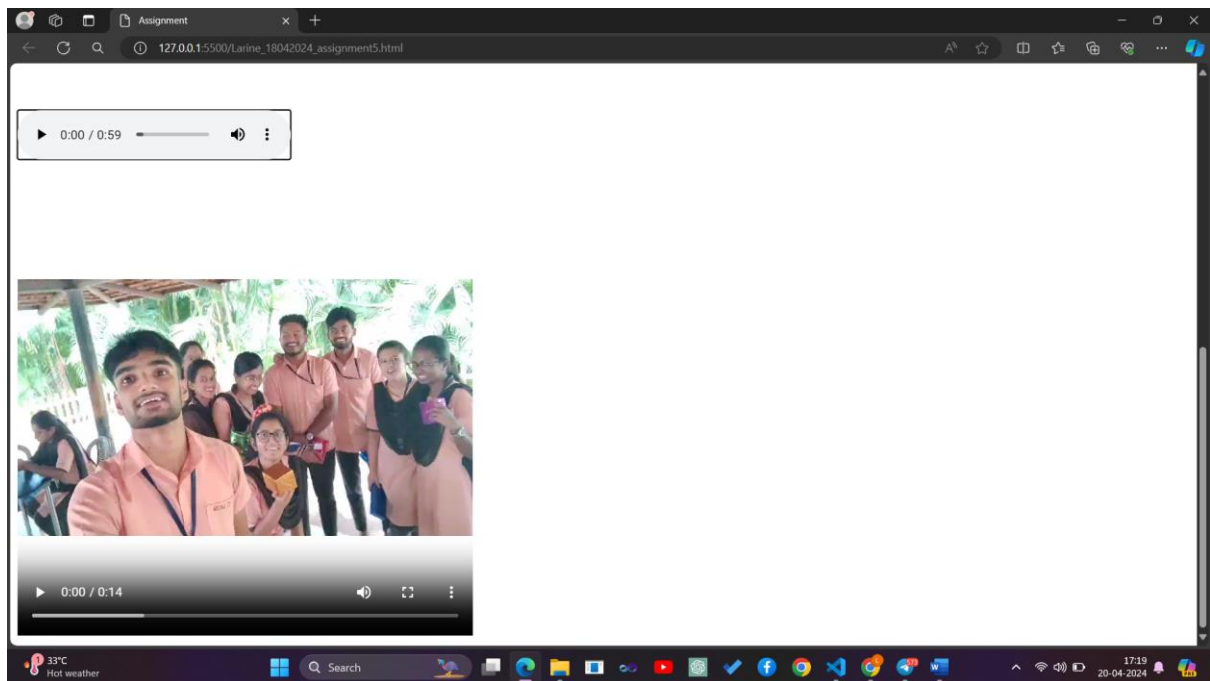 Assignment
127.0.0.1:5500/Larine_18042024_assignment5.html
0:00 / 0:59
0:00 / 0:14
33°C
Hot weather
Search
17:19
20-04-2024